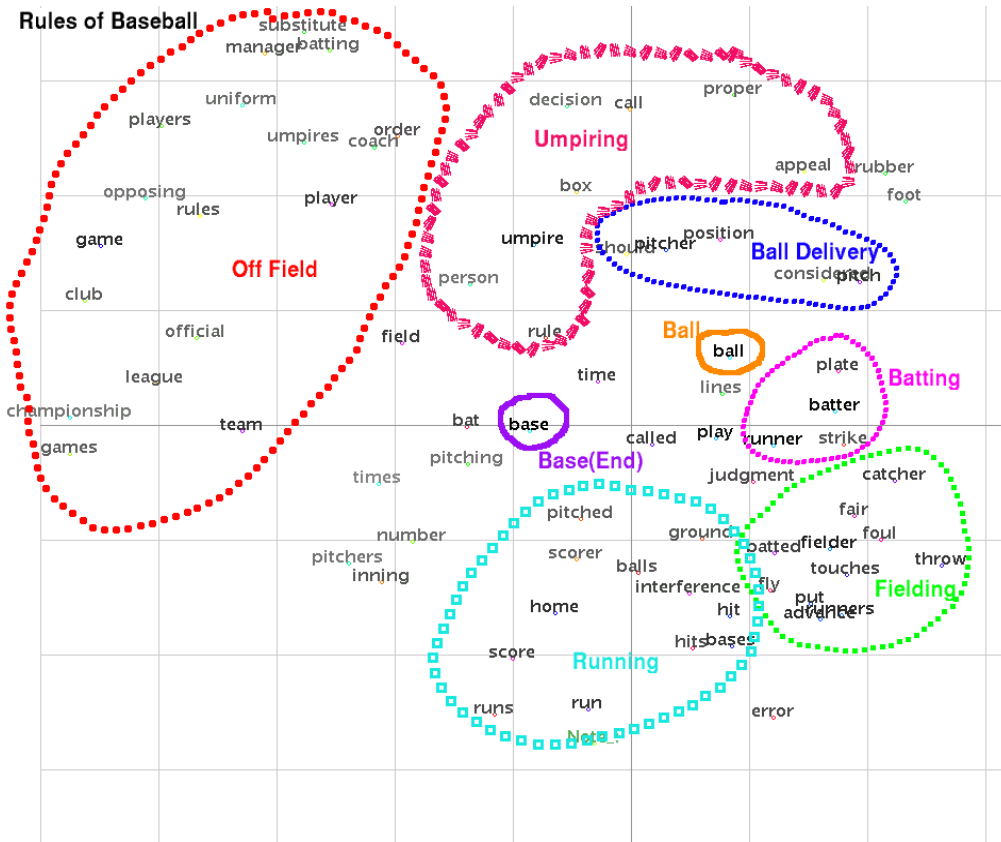 Rules of Baseball
substitute
manager
batting
uniform
players
umpires
order
coach
opposing
rules
player
game
Off Field
club
official
league
championship
games
team
field
decision
call
proper
Umpiring
appeal
rubber
foot
box
umpire
person
rule
should
pitcher
position
Ball Delivery
considered
pitch
Ball
ball
lines
time
plate
Batting
batter
runner
strike
play
called
bat
base
Base(End)
pitching
times
judgment
catcher
number
pitchers
inning
pitched
ground
scorer
balls
interference
home
hit
hits
bases
score
Running
runs
run
Note_.
fair
foul
batted
fielder
throw
touches
fly
Fielding
put
runners
advance
error